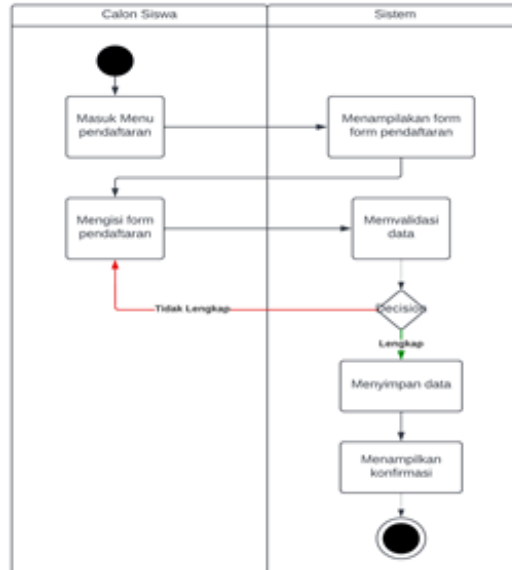 Calon Siswa
Sistem
Masuk Menu
pendaftaran
Menampilakan form
form pendaftaran
Mengisi form
pendaftaran
Memvalidasi
data
Tidak Lengkap
Decision
Lengkap
Menyimpan data
Menampilkan
konfirmasi